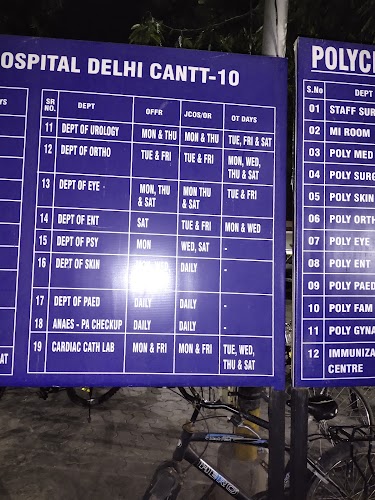 OSPITAL DELHI CANTT-10
SR NO. DEPT OFFR JCOS/OR OT DAYS
11 DEPT OF UROLOGY MON & THU MON & THU TUE, FRI & SAT
12 DEPT OF ORTHO TUE & FRI TUE & FRI MON, WED, THU & SAT
13 DEPT OF EYE MON, THU & SAT MON THU & SAT TUE & FRI
14 DEPT OF ENT SAT TUE & FRI MON & WED
15 DEPT OF PSY MON WED, SAT -
16 DEPT OF SKIN DAILY -
17 DEPT OF PAED DAILY DAILY -
18 ANAES - PA CHECKUP DAILY DAILY -
19 CARDIAC CATH LAB MON & FRI MON & FRI TUE, WED, THU & SAT
AT
POLYC
S.No DEPT
01 STAFF SUR
02 MI ROOM
03 POLY MED
04 POLY SURG
05 POLY SKIN
06 POLY ORTH
07 POLY EYE
08 POLY ENT
09 POLY PAED
10 POLY FAM
11 POLY GYNA
12 IMMUNIZA
CENTRE
HERO